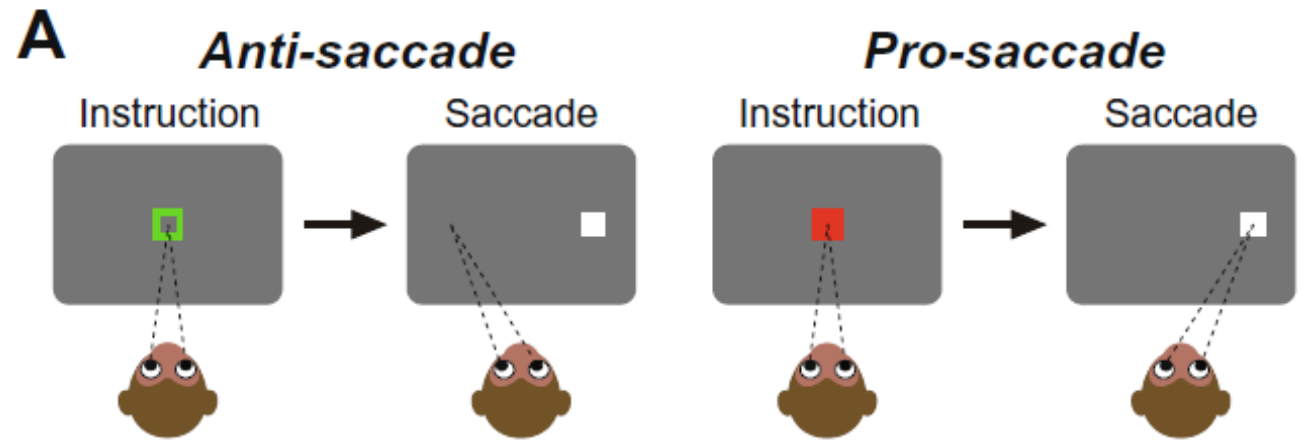 A
Anti-saccade
Pro-saccade
Instruction
Saccade
Instruction
Saccade